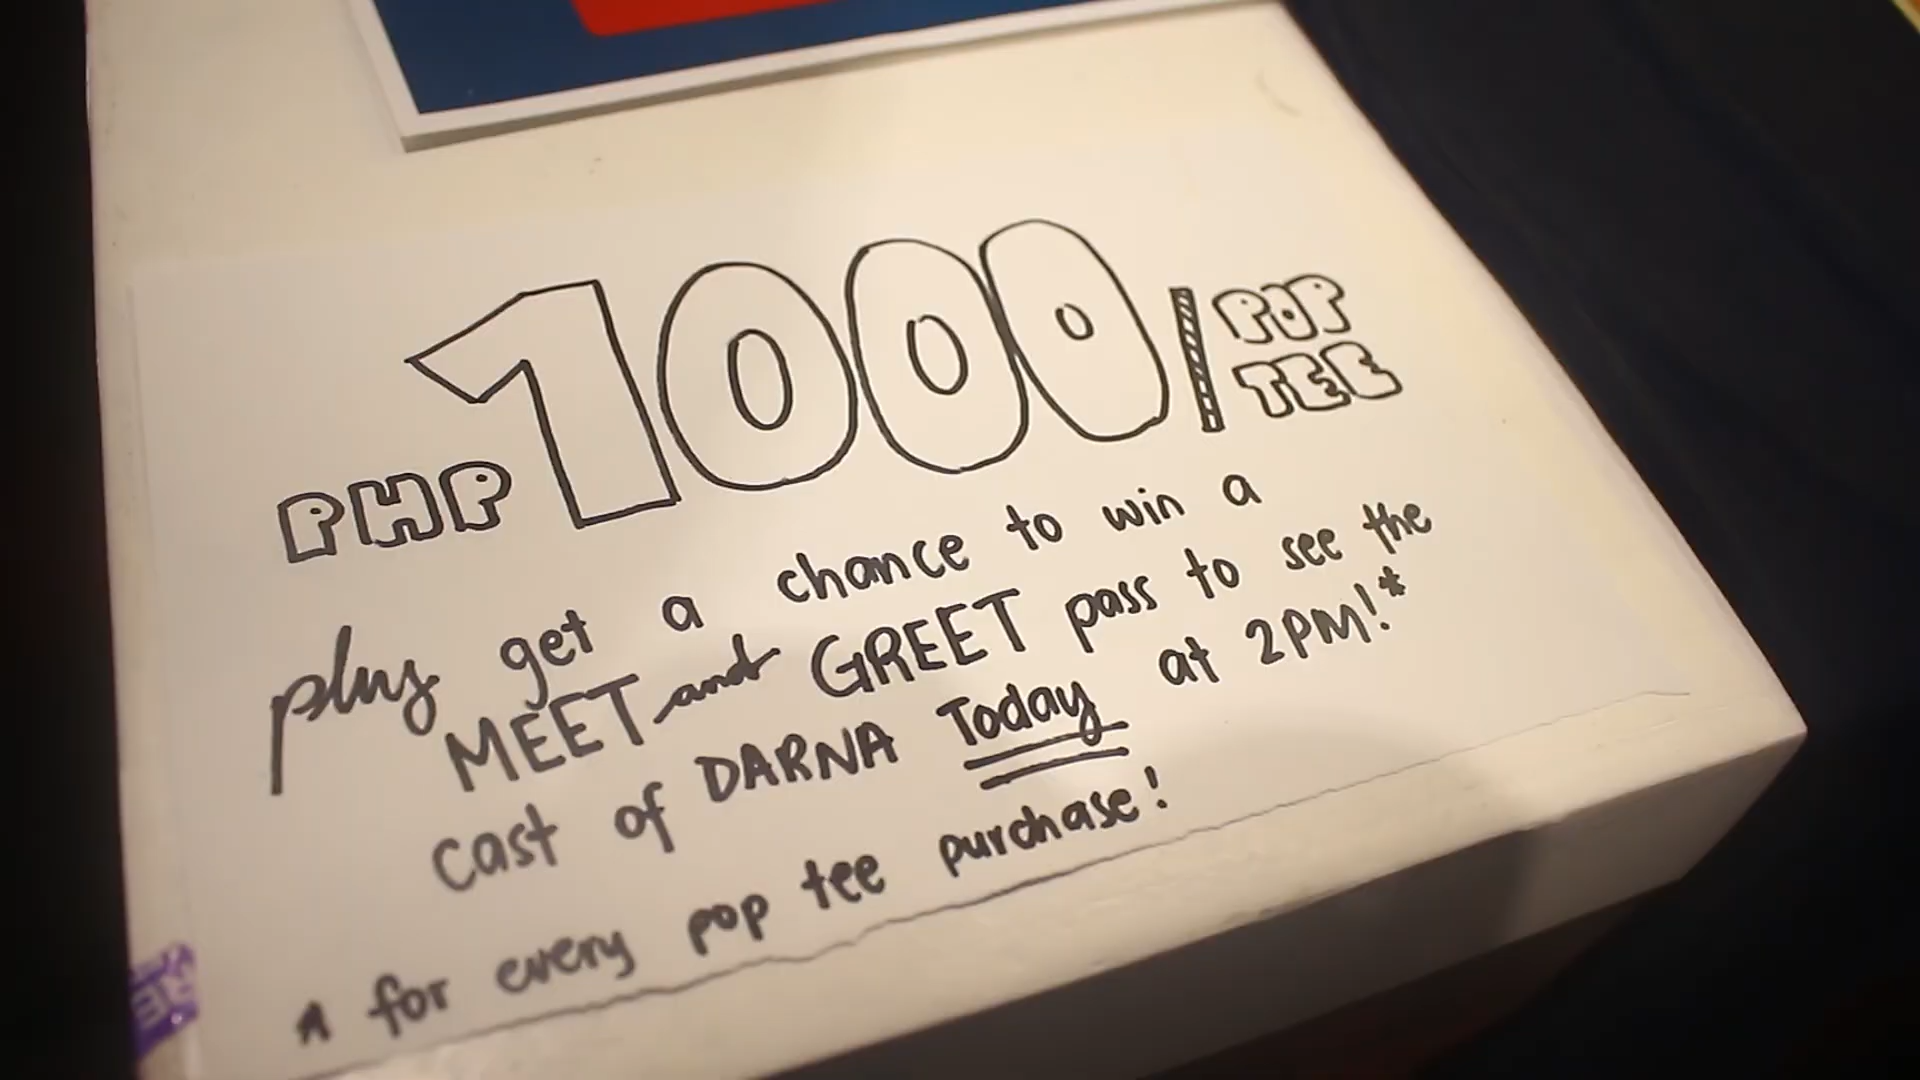 PHP 1000/ POP TEE
plus get a chance to win a
MEET and GREET pass to see the
cast of DARNA Today at 2PM!*
* for every pop tee purchase!